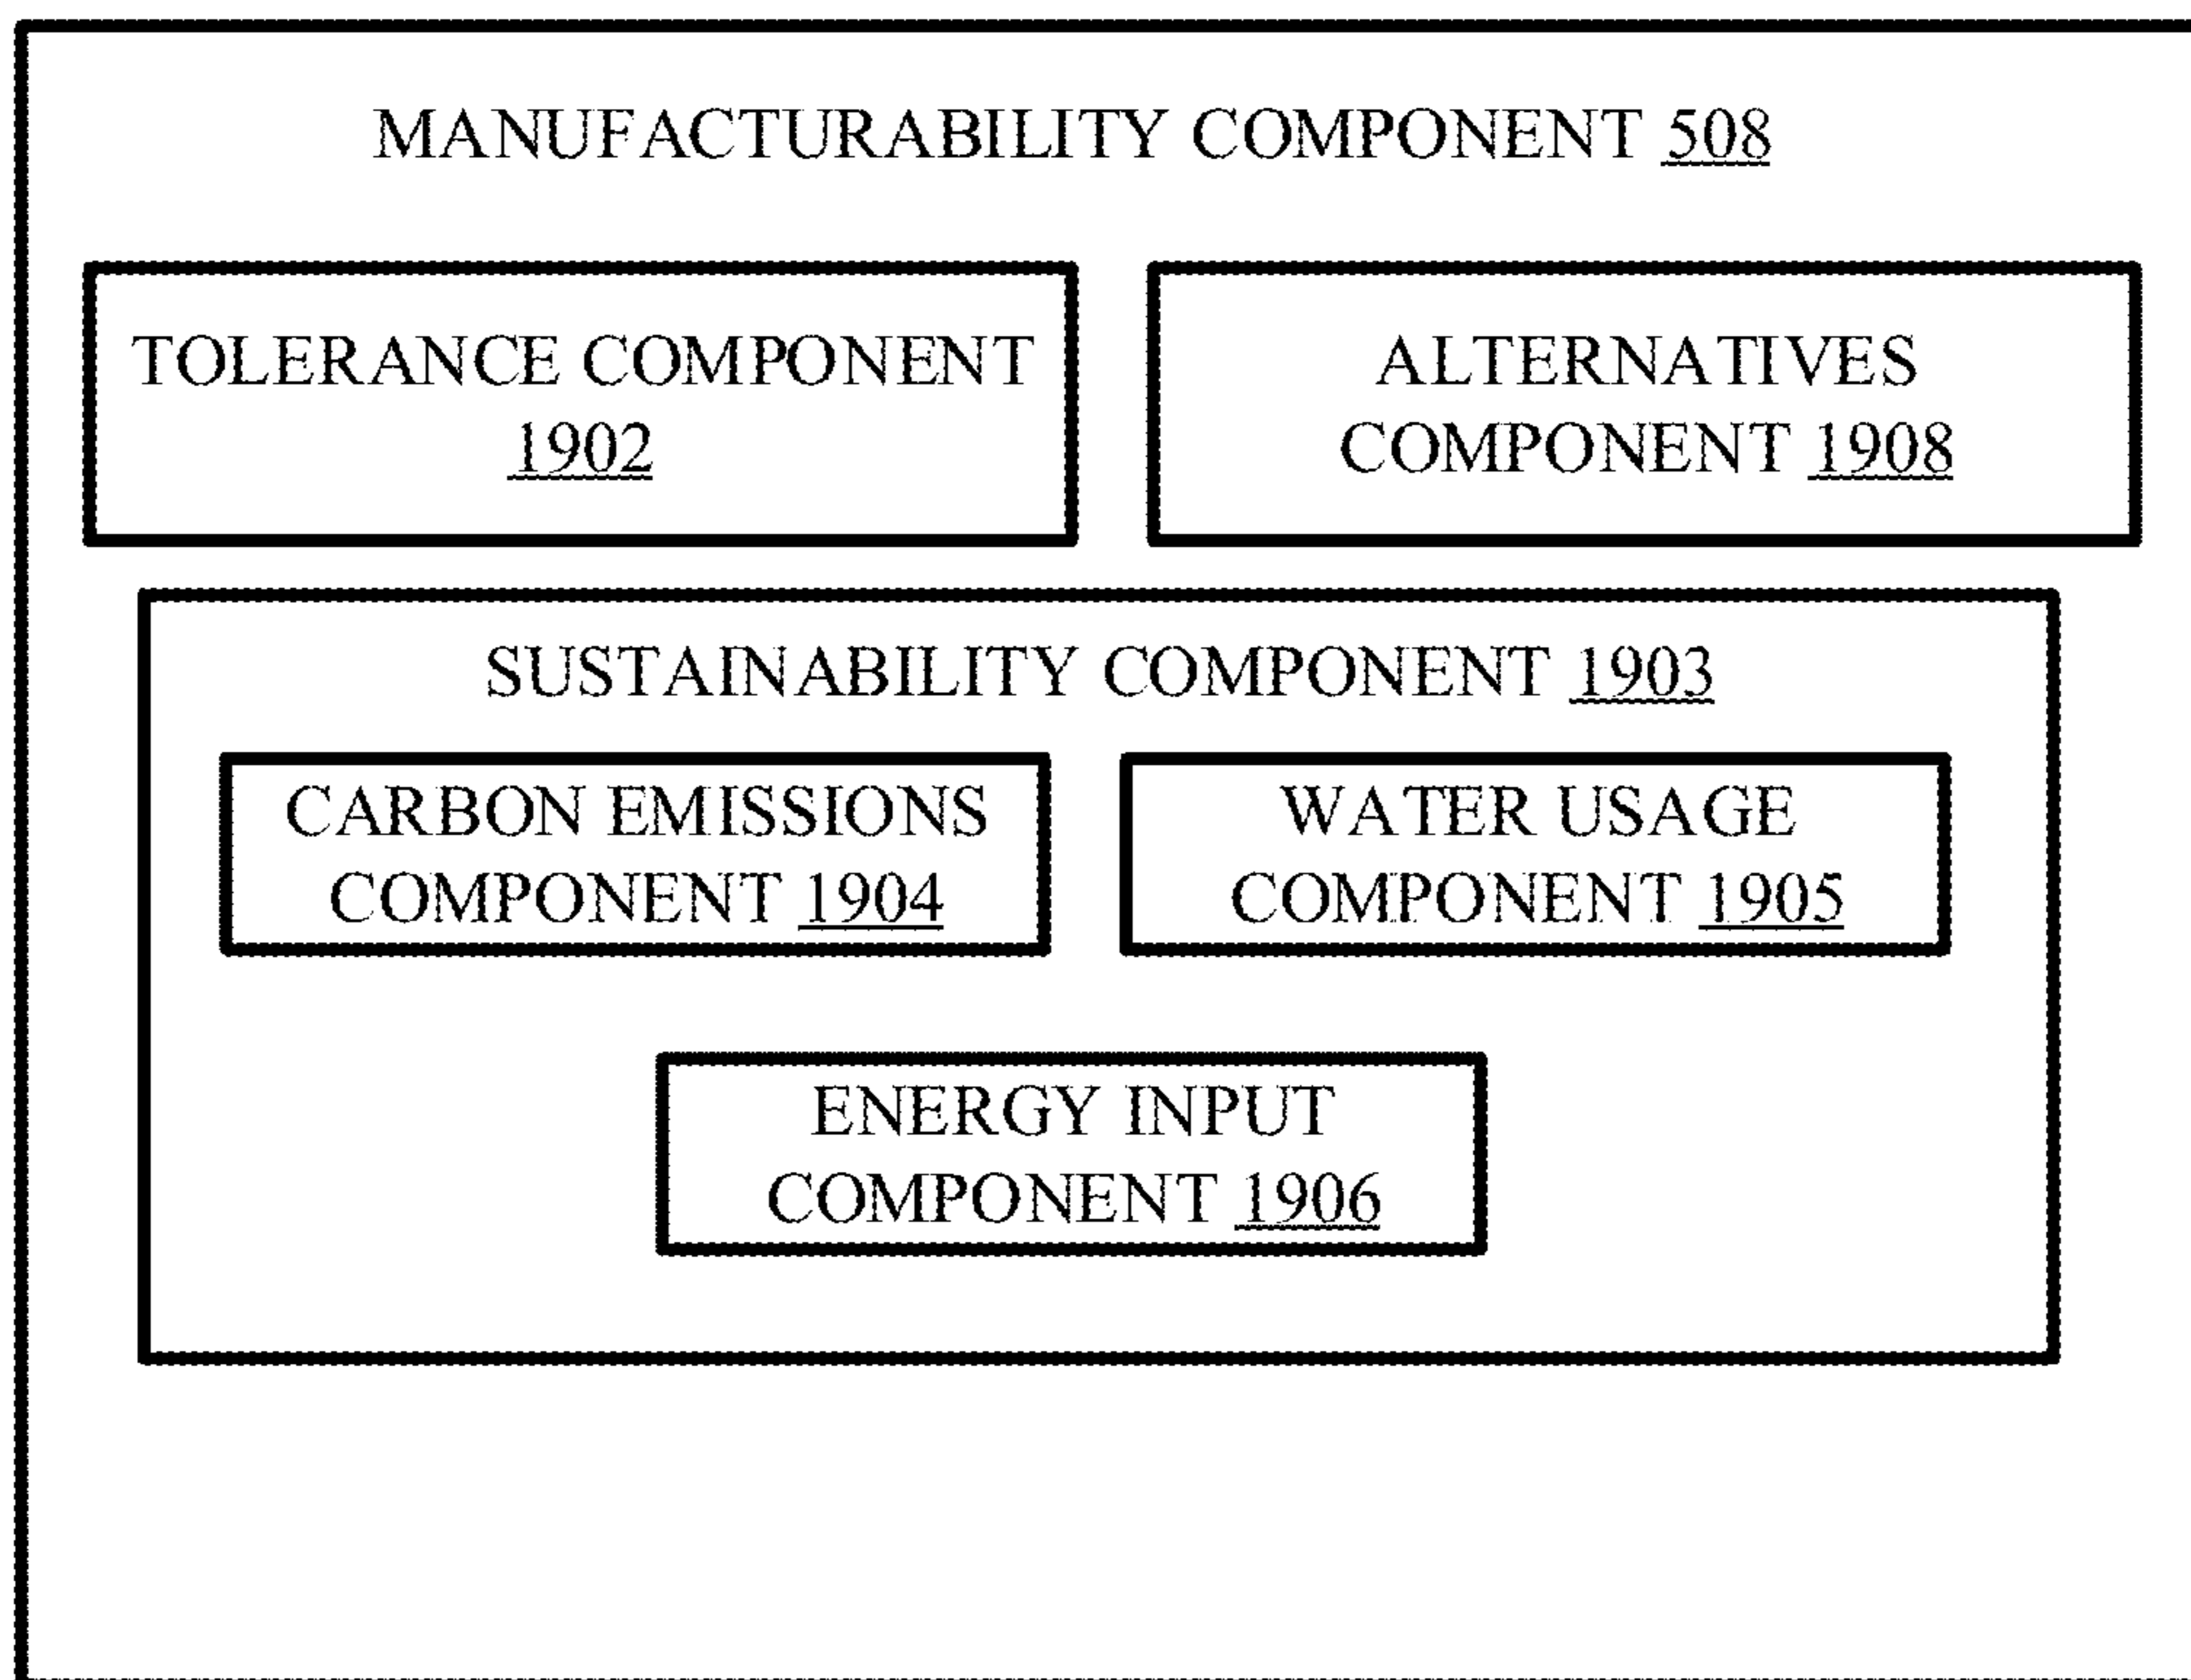 MANUFACTURABILITY COMPONENT 508
TOLERANCE COMPONENT
1902
ALTERNATIVES
COMPONENT 1908
SUSTAINABILITY COMPONENT 1903
CARBON EMISSIONS
COMPONENT 1904
WATER USAGE
COMPONENT 1905
ENERGY INPUT
COMPONENT 1906